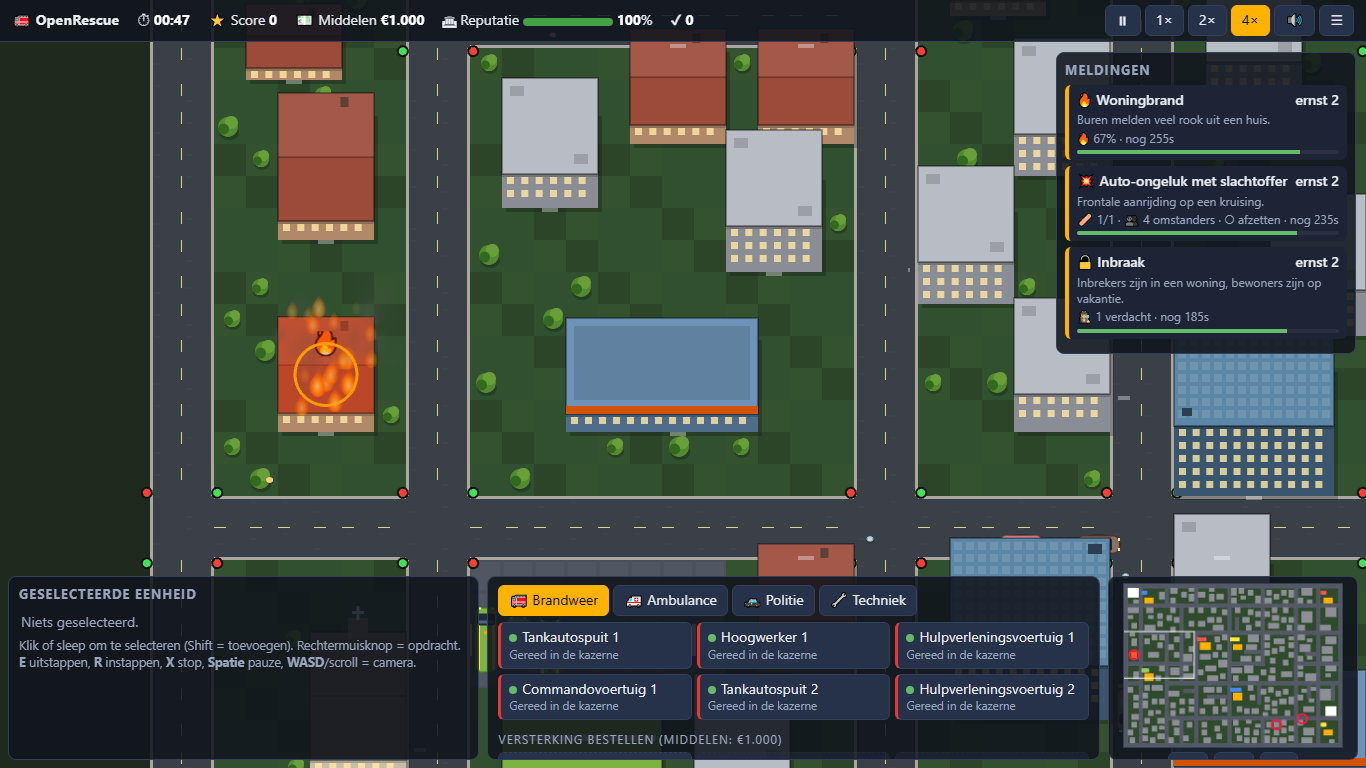 OpenRescue 00:47 Score 0 Middelen €1.000 Reputatie 100% ✓ 0
1× 2× 4×
MELDINGEN
Woningbrand ernst 2
Buren melden veel rook uit een huis.
67% · nog 255s
Auto-ongeluk met slachtoffer ernst 2
Frontale aanrijding op een kruising.
1/1 · 4 omstanders · afzetten · nog 235s
Inbraak ernst 2
Inbrekers zijn in een woning, bewoners zijn op
vakantie.
1 verdacht · nog 185s
GESELECTEERDE EENHEID
Niets geselecteerd.
Klik of sleep om te selecteren (Shift = toevoegen). Rechtermuisknop = opdracht.
E uitstappen, R instappen, X stop, Spatie pauze, WASD/scroll = camera.
Brandweer Ambulance Politie Techniek
Tankautospuit 1 Hoogwerker 1 Hulpverleningsvoertuig 1
Gereed in de kazerne Gereed in de kazerne Gereed in de kazerne
Commandovoertuig 1 Tankautospuit 2 Hulpverleningsvoertuig 2
Gereed in de kazerne Gereed in de kazerne Gereed in de kazerne
VERSTERKING BESTELLEN (MIDDELEN: €1.000)